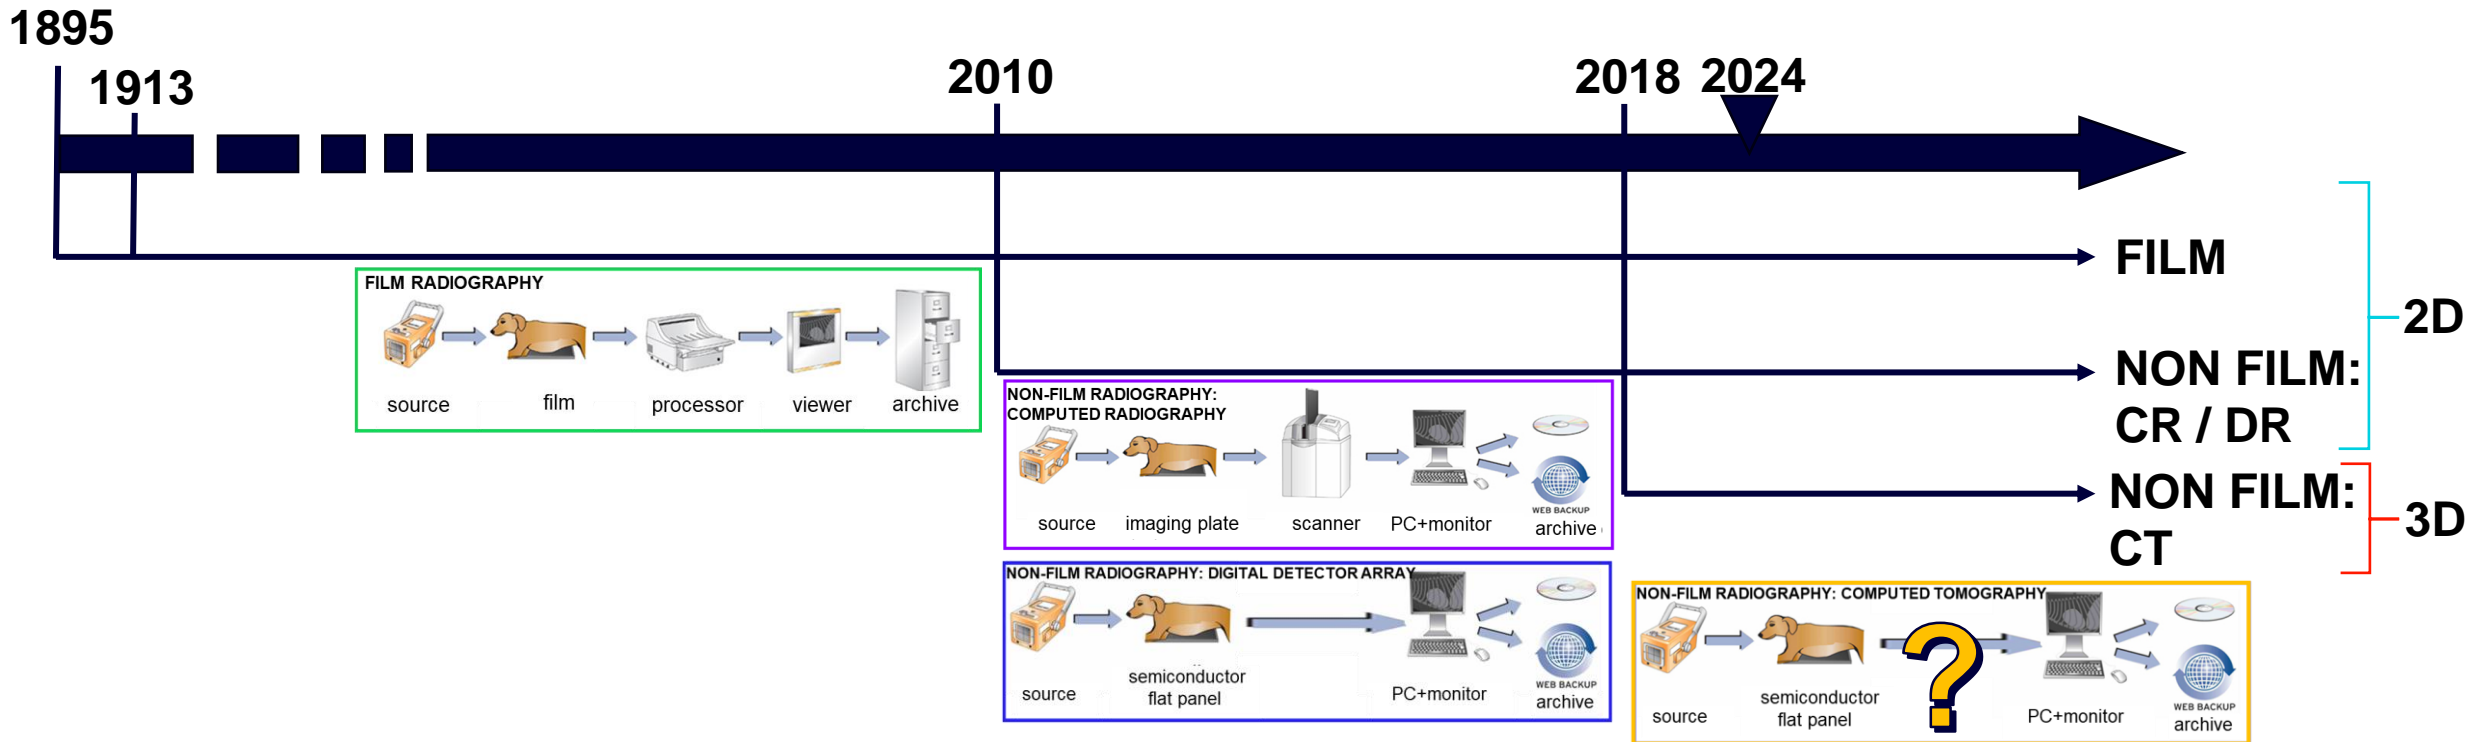 1895
1913
2010
2018
2024
FILM
2D
NON FILM:
CR / DR
NON FILM:
CT
3D
FILM RADIOGRAPHY
source
film
processor
viewer
archive
NON-FILM RADIOGRAPHY:
COMPUTED RADIOGRAPHY
WEB BACKUP
source
imaging plate
scanner
PC+monitor
archive
NON-FILM RADIOGRAPHY: DIGITAL DETECTOR ARRAY
source
semiconductor
flat panel
PC+monitor
WEB BACKUP
archive
NON-FILM RADIOGRAPHY: COMPUTED TOMOGRAPHY
?
source
semiconductor
flat panel
PC+monitor
WEB BACKUP
archive